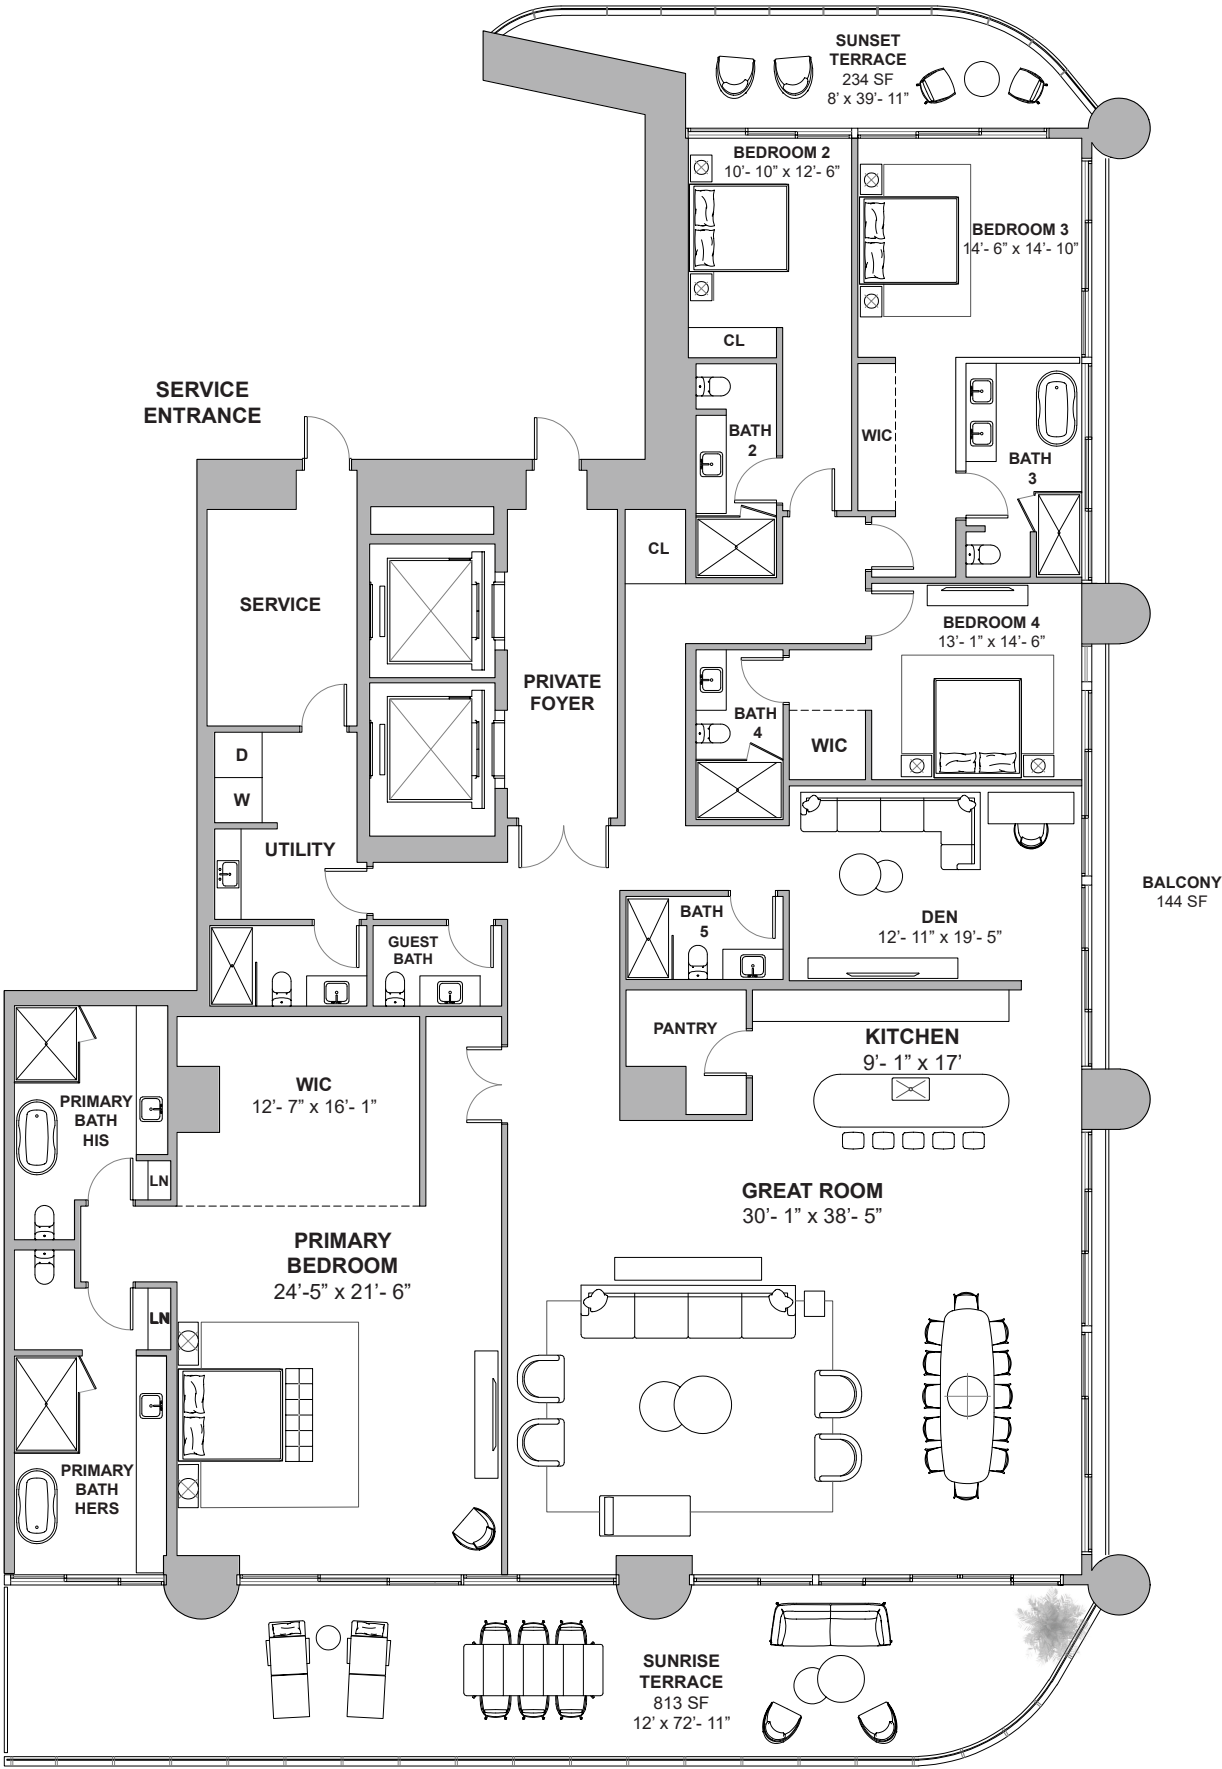 SUNSET
TERRACE
234 SF
8’ x 39’- 11”
BEDROOM 2
10’- 10” x 12’- 6”
BEDROOM 3
14’- 6” x 14’- 10”
CL
SERVICE
ENTRANCE
BATH
2
WIC
BATH
3
CL
SERVICE
BEDROOM 4
13’- 1” x 14’- 6”
PRIVATE
FOYER
BATH
4
WIC
D
W
UTILITY
BALCONY
144 SF
BATH
5
DEN
12’- 11” x 19’- 5”
GUEST
BATH
PANTRY
KITCHEN
9’- 1” x 17’
WIC
12’- 7” x 16’- 1”
PRIMARY
BATH
HIS
LN
GREAT ROOM
30’- 1” x 38’- 5”
PRIMARY
BEDROOM
24’-5” x 21’- 6”
LN
PRIMARY
BATH
HERS
SUNRISE
TERRACE
813 SF
12’ x 72’- 11”